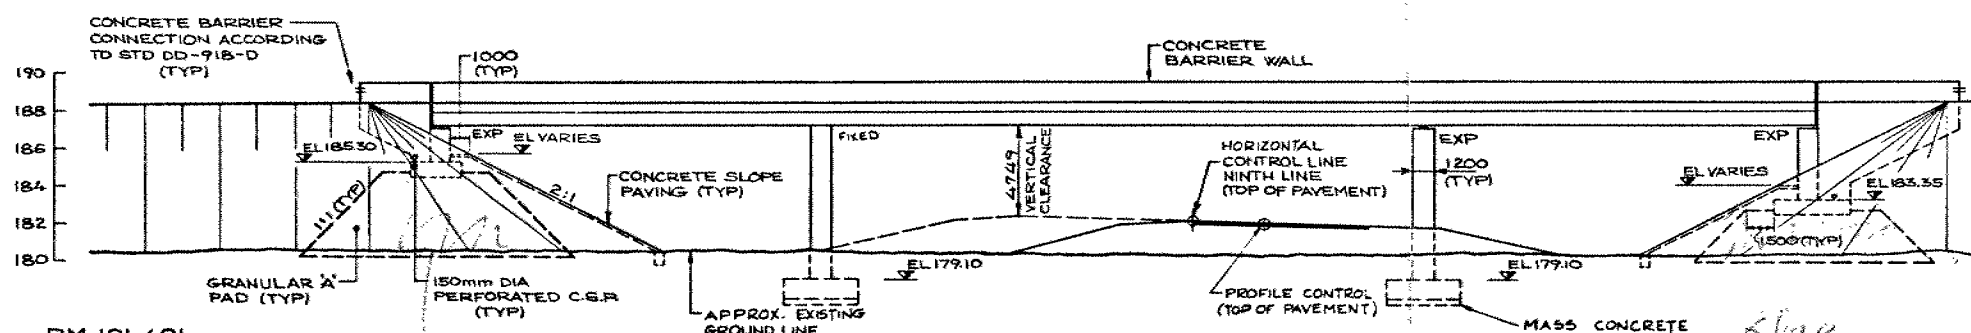 CONCRETE BARRIER
CONNECTION ACCORDING
TO STD DD-918-D
(TYP)
1000
(TYP)
CONCRETE
BARRIER WALL
190
188
186
184
182
180
EXP
EL VARIES
EL 185.30
FIXED
4749
VERTICAL
CLEARANCE
HORIZONTAL
CONTROL LINE
NINTH LINE
(TOP OF PAVEMENT)
EXP
1200
(TYP)
EXP
EL VARIES
EL 183.35
1:1 (TYP)
2:1
CONCRETE SLOPE
PAVING (TYP)
1500 (TYP)
GRANULAR "A"
PAD (TYP)
150mm DIA
PERFORATED C.S.P.
(TYP)
APPROX. EXISTING
GROUND LINE
EL 179.10
PROFILE CONTROL
(TOP OF PAVEMENT)
EL 179.10
MASS CONCRETE